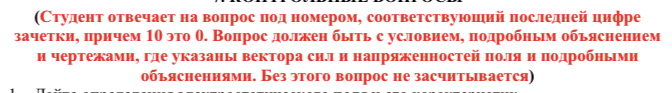 (Студент отвечает на вопрос под номером, соответствующий последней цифре
зачетки, причем 10 это 0. Вопрос должен быть с условием, подробным объяснением
и чертежами, где указаны вектора сил и напряженностей поля и подробными
объяснениями. Без этого вопрос не засчитывается)